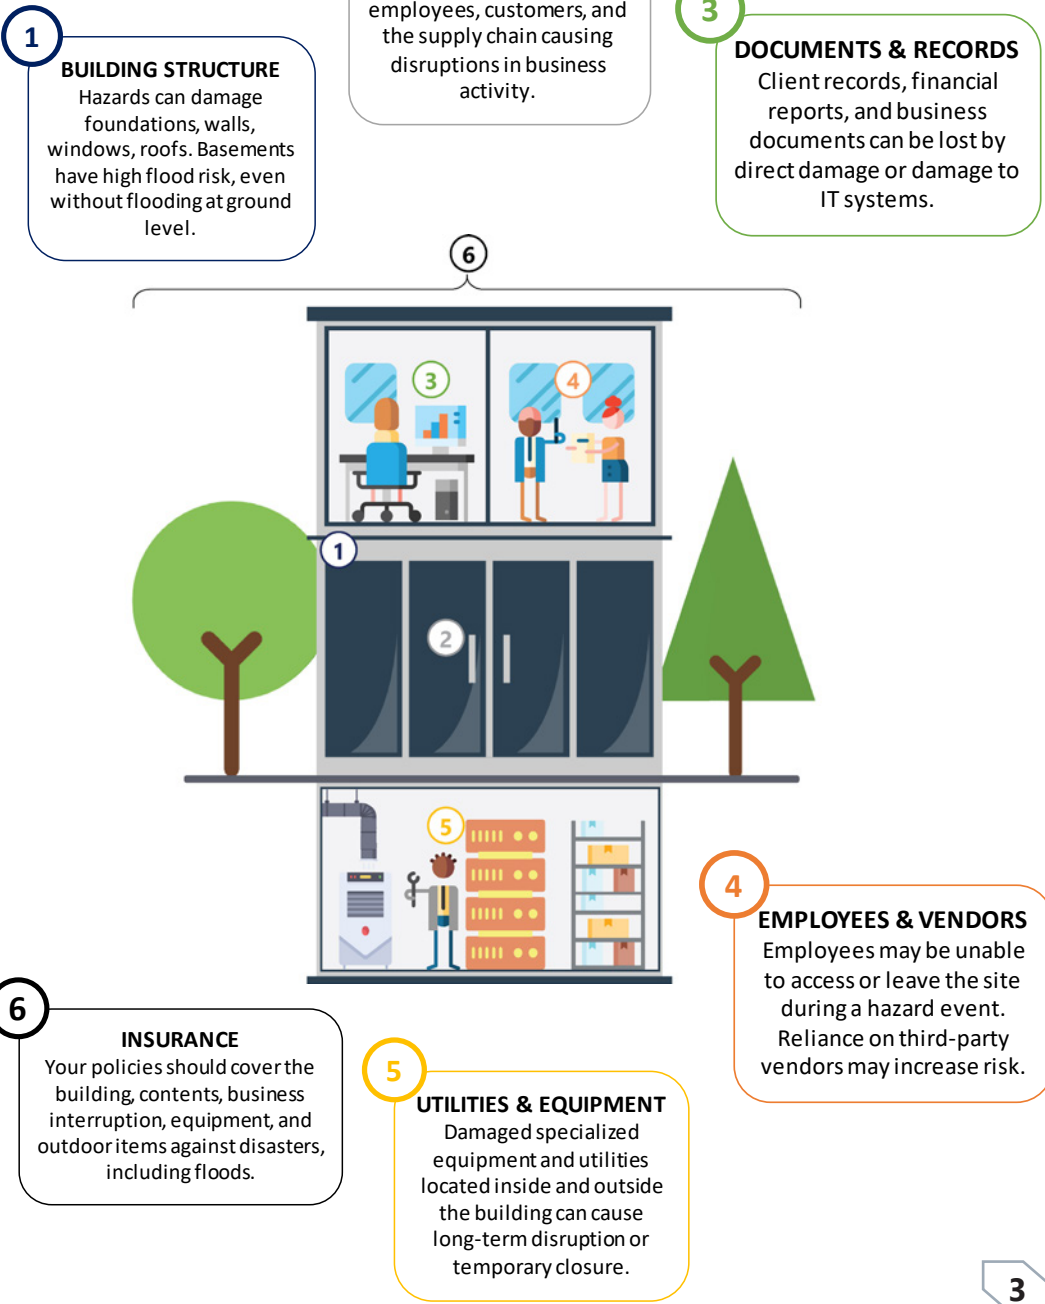 1
BUILDING STRUCTURE
Hazards can damage
foundations, walls,
windows, roofs. Basements
have high flood risk, even
without flooding at ground
level.
employees, customers, and
the supply chain causing
disruptions in business
activity.
3
DOCUMENTS & RECORDS
Client records, financial
reports, and business
documents can be lost by
direct damage or damage to
IT systems.
6
3
4
1
2
5
4
EMPLOYEES & VENDORS
Employees may be unable
to access or leave the site
during a hazard event.
Reliance on third-party
vendors may increase risk.
6
INSURANCE
Your policies should cover the
building, contents, business
interruption, equipment, and
outdoor items against disasters,
including floods.
5
UTILITIES & EQUIPMENT
Damaged specialized
equipment and utilities
located inside and outside
the building can cause
long-term disruption or
temporary closure.
3